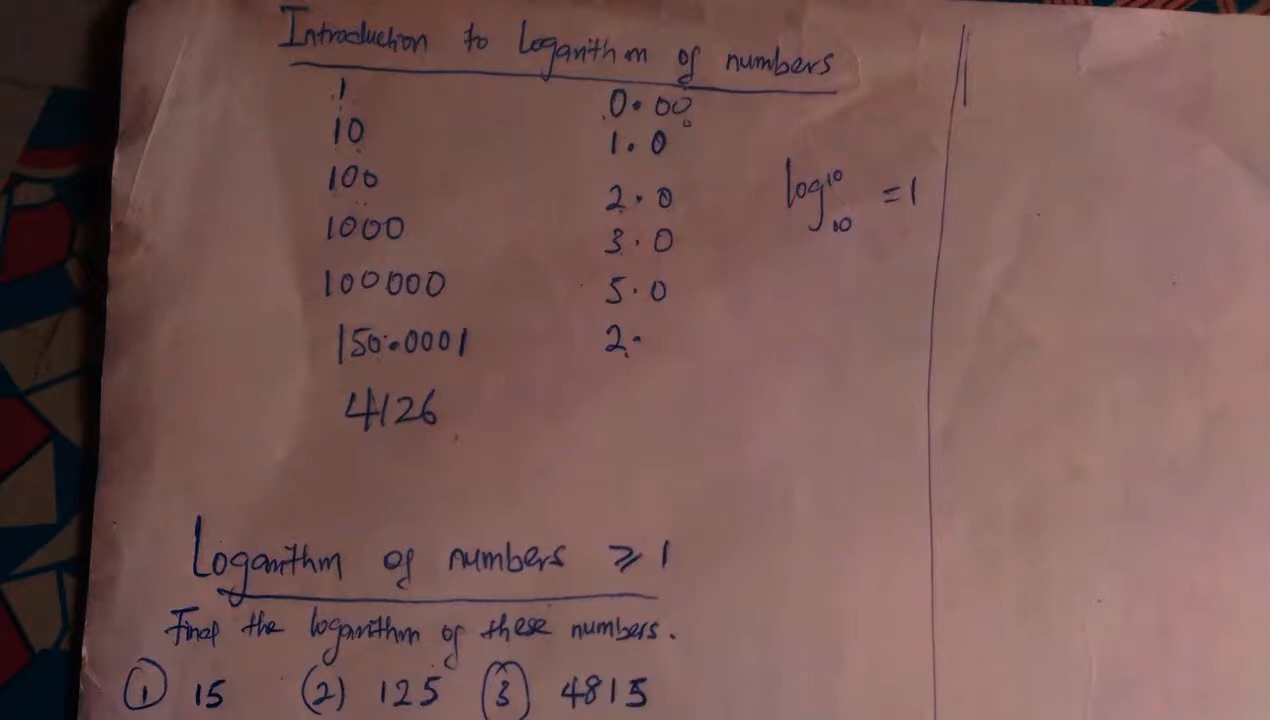 Introduction to Logarithm of numbers
1 0.00
10 1.0
100 2.0
1000 3.0
100000 5.0
150.0001 2.
4126
log10 10 = 1
Logarithm of numbers ⩾ 1
Find the logarithm of these numbers.
① 15 (2) 125 ③ 4815